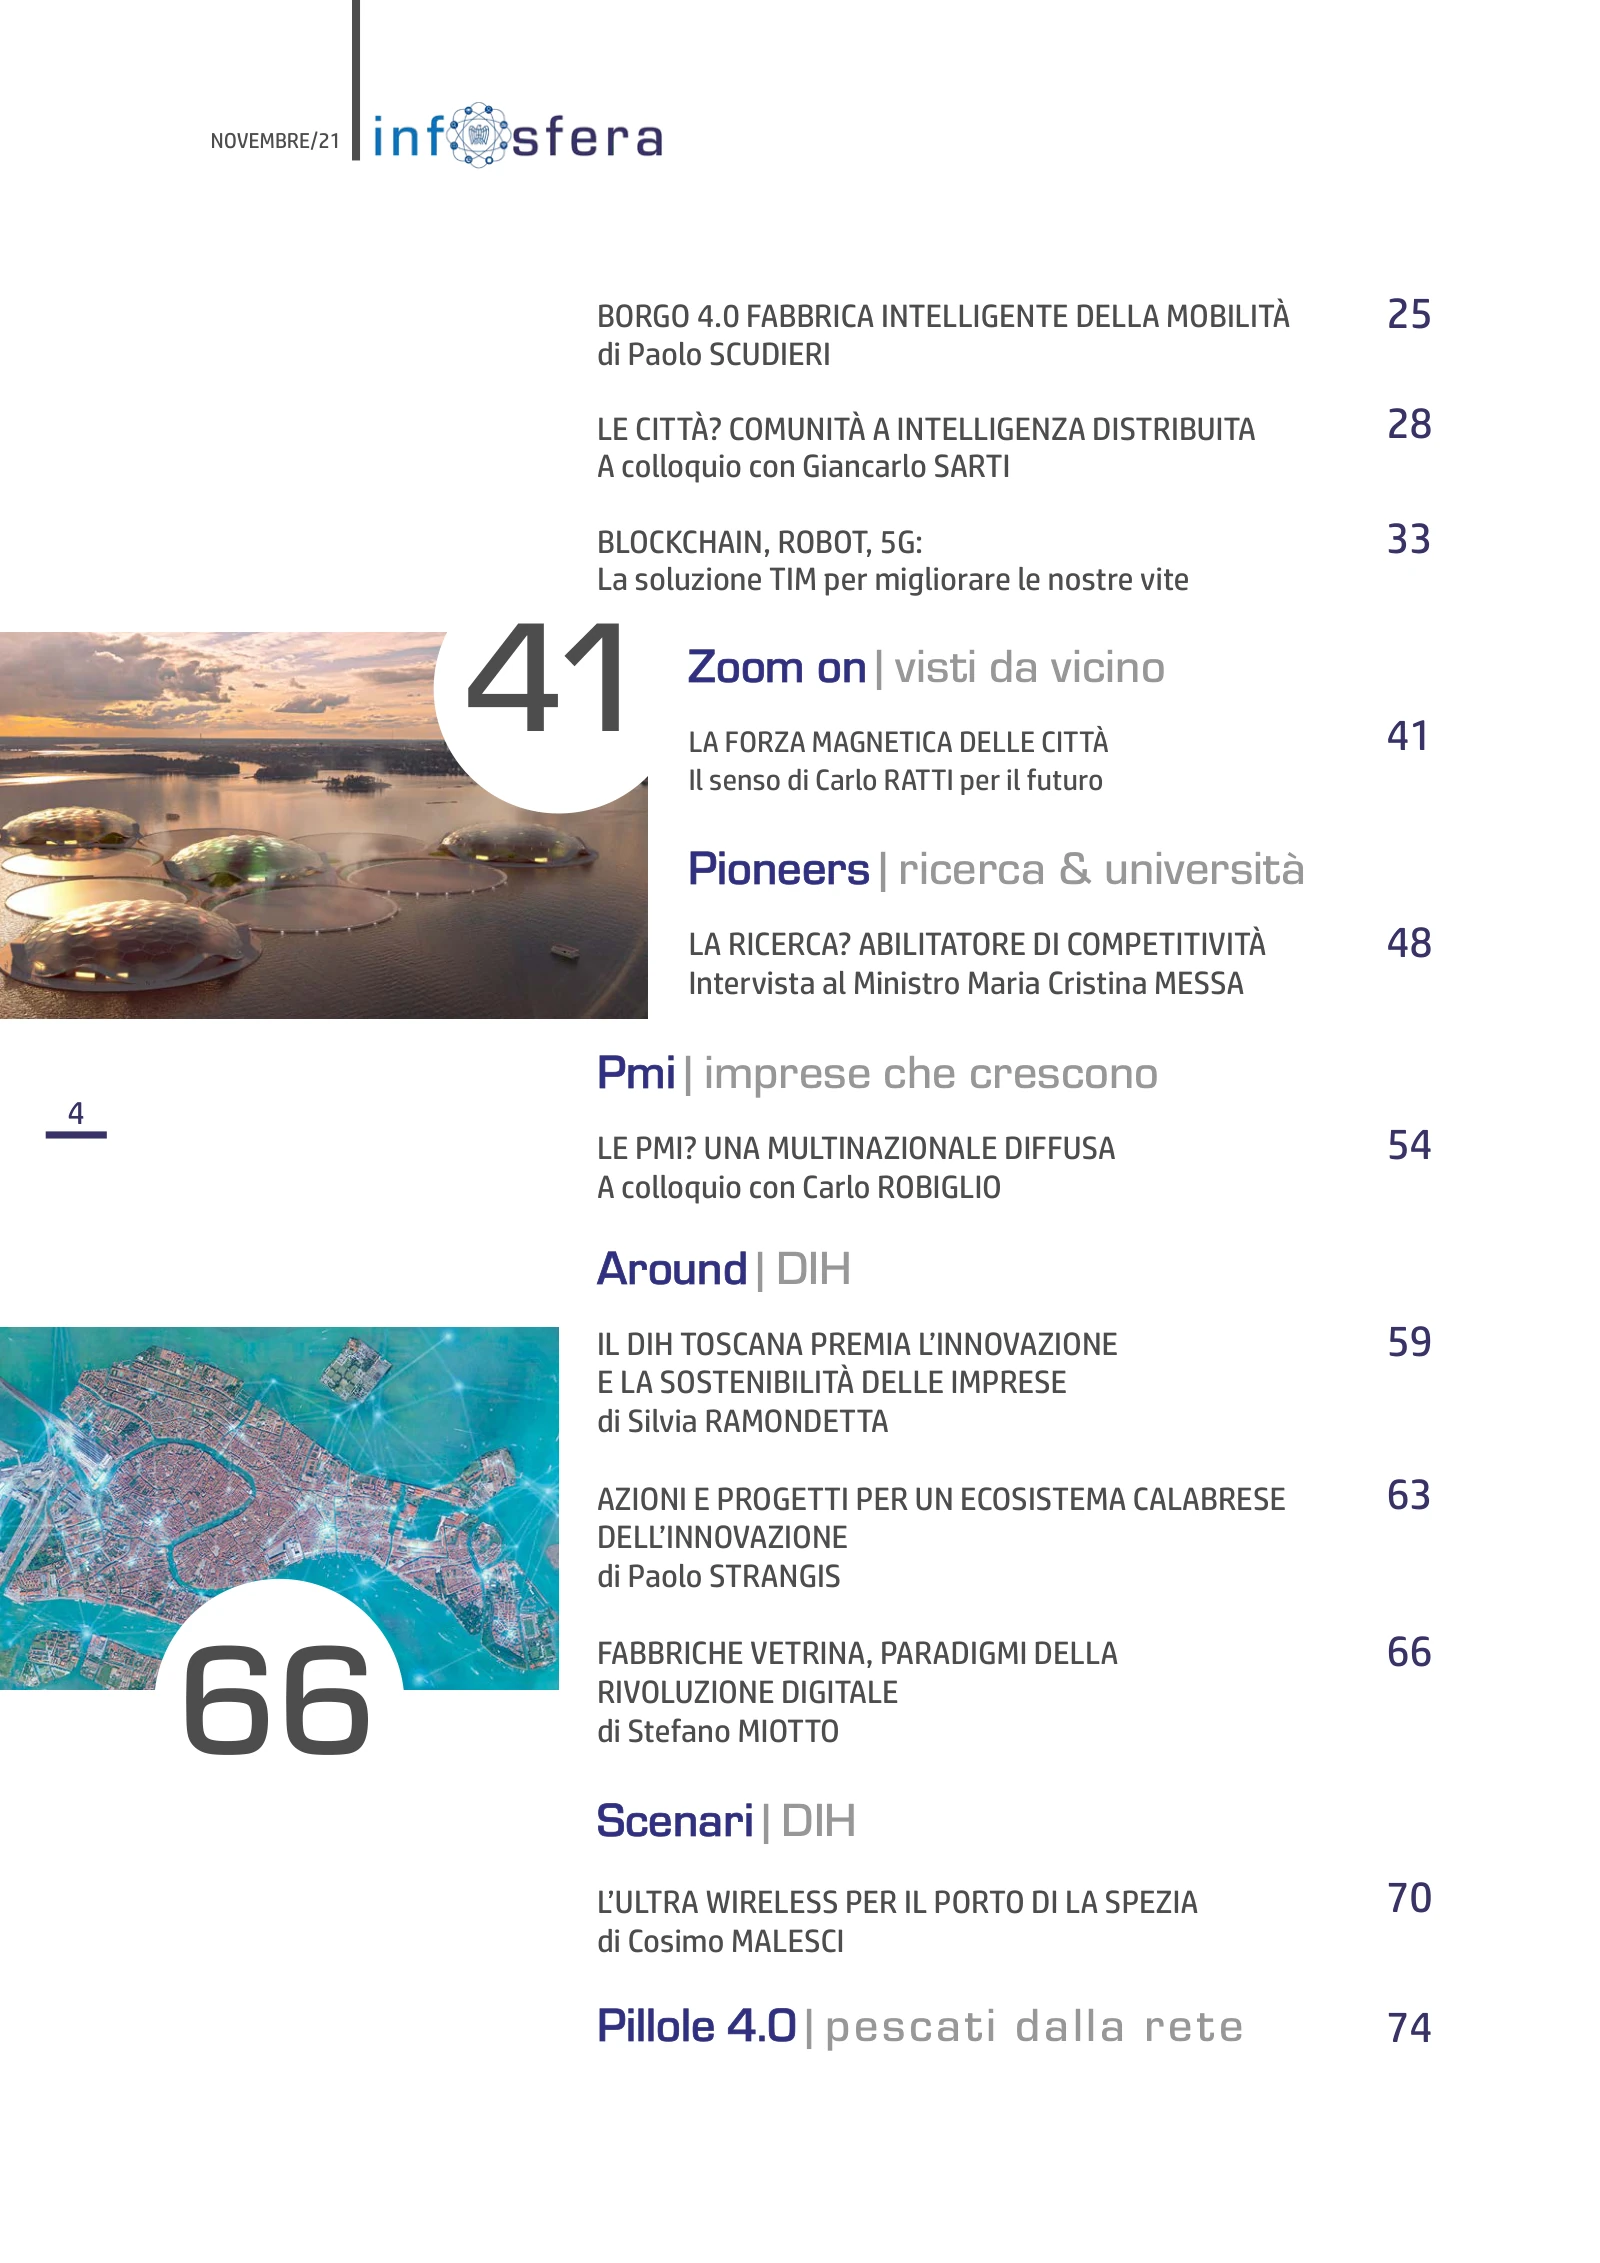 NOVEMBRE/21
infosfera
BORGO 4.0 FABBRICA INTELLIGENTE DELLA MOBILITÀ 25
di Paolo SCUDIERI
LE CITTÀ? COMUNITÀ A INTELLIGENZA DISTRIBUITA 28
A colloquio con Giancarlo SARTI
BLOCKCHAIN, ROBOT, 5G: 33
La soluzione TIM per migliorare le nostre vite
41
Zoom on | visti da vicino
LA FORZA MAGNETICA DELLE CITTÀ 41
Il senso di Carlo RATTI per il futuro
Pioneers | ricerca & università
LA RICERCA? ABILITATORE DI COMPETITIVITÀ 48
Intervista al Ministro Maria Cristina MESSA
Pmi | imprese che crescono
4
LE PMI? UNA MULTINAZIONALE DIFFUSA 54
A colloquio con Carlo ROBIGLIO
Around | DIH
IL DIH TOSCANA PREMIA L’INNOVAZIONE 59
E LA SOSTENIBILITÀ DELLE IMPRESE
di Silvia RAMONDETTA
AZIONI E PROGETTI PER UN ECOSISTEMA CALABRESE 63
DELL’INNOVAZIONE
di Paolo STRANGIS
FABBRICHE VETRINA, PARADIGMI DELLA 66
RIVOLUZIONE DIGITALE
di Stefano MIOTTO
66
Scenari | DIH
L’ULTRA WIRELESS PER IL PORTO DI LA SPEZIA 70
di Cosimo MALESCI
Pillole 4.0 | pescati dalla rete 74